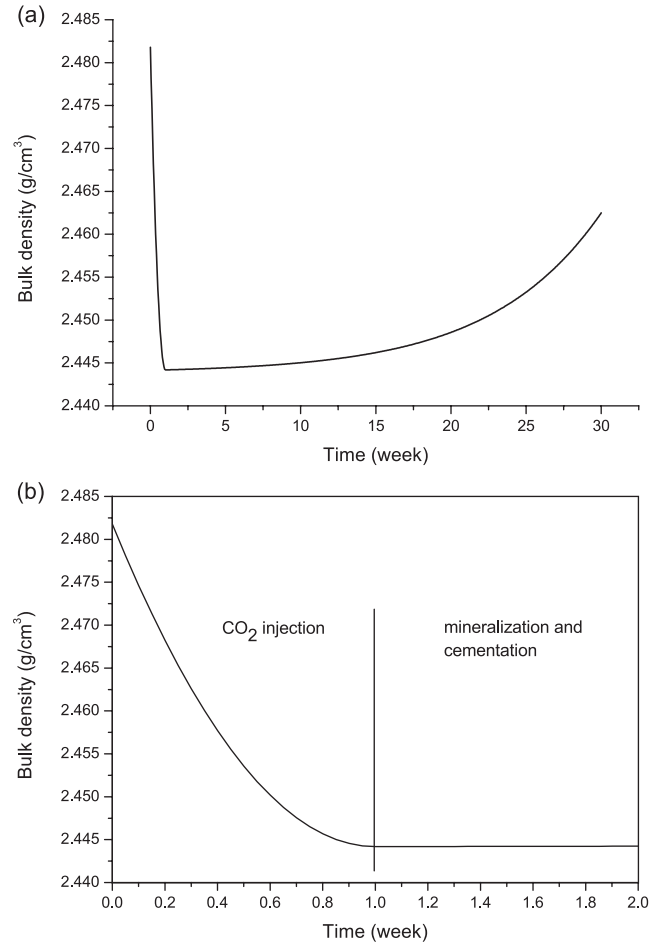 (a)
2.485
2.480
2.475
2.470
2.465
2.460
2.455
2.450
2.445
2.440
Bulk density (g/cm³)
0 5 10 15 20 25 30
Time (week)
(b)
2.485
2.480
2.475
2.470
2.465
2.460
2.455
2.450
2.445
2.440
Bulk density (g/cm³)
CO₂ injection
mineralization and
cementation
0.0 0.2 0.4 0.6 0.8 1.0 1.2 1.4 1.6 1.8 2.0
Time (week)